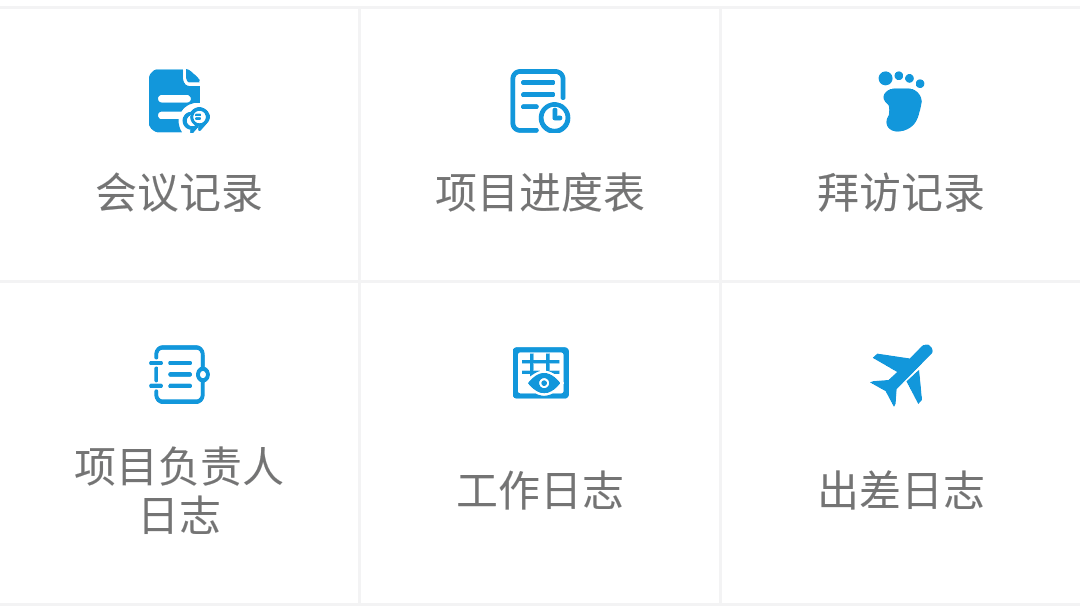 会议记录
项目进度表
拜访记录
项目负责人
日志
工作日志
出差日志